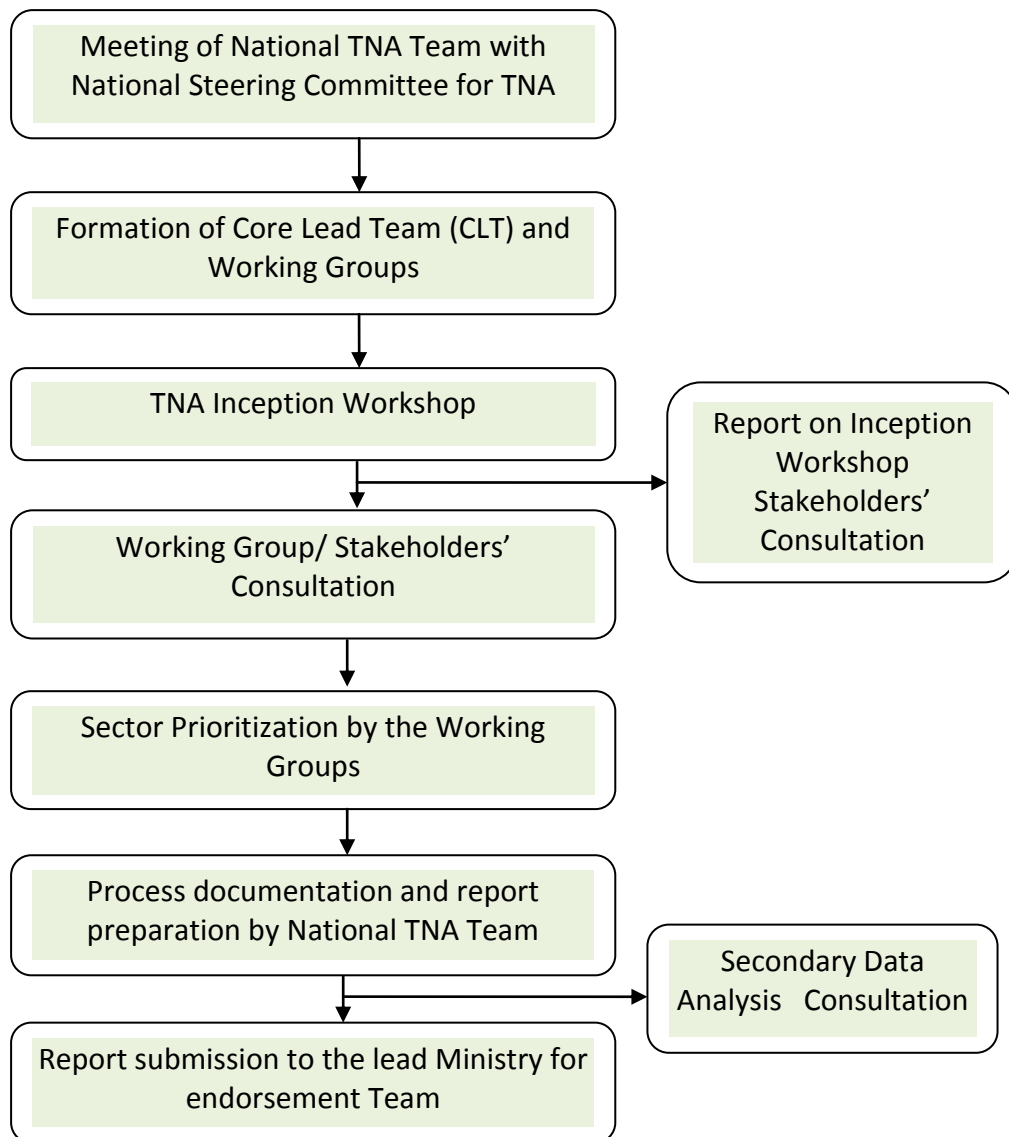 Meeting of National TNA Team with
National Steering Committee for TNA
Formation of Core Lead Team (CLT) and
Working Groups
TNA Inception Workshop
Report on Inception
Workshop
Stakeholders’
Consultation
Working Group/ Stakeholders’
Consultation
Sector Prioritization by the Working
Groups
Process documentation and report
preparation by National TNA Team
Secondary Data
Analysis   Consultation
Report submission to the lead Ministry for
endorsement Team